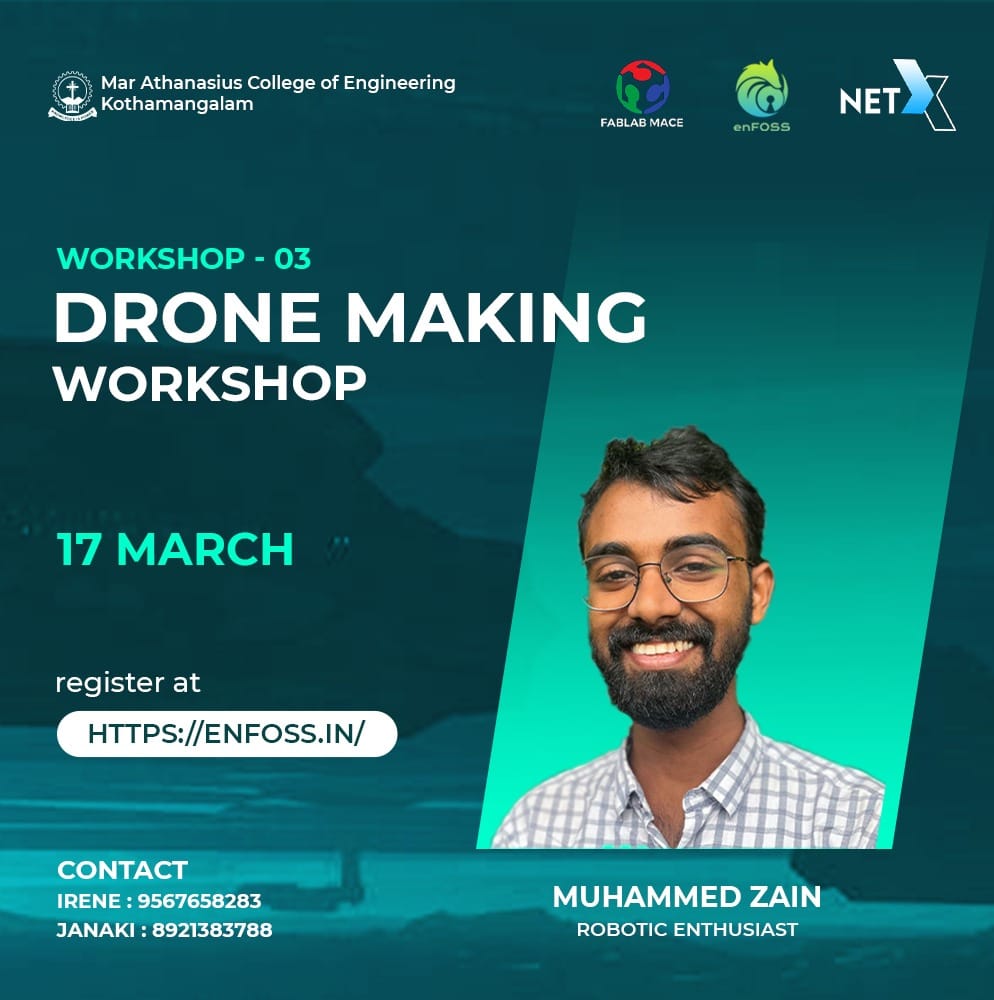 Mar Athanasius College of Engineering
Kothamangalam
FABLAB MACE
enFOSS
NET X
WORKSHOP - 03
DRONE MAKING
WORKSHOP
17 MARCH
register at
HTTPS://ENFOSS.IN/
CONTACT
IRENE : 9567658283
JANAKI : 8921383788
MUHAMMED ZAIN
ROBOTIC ENTHUSIAST